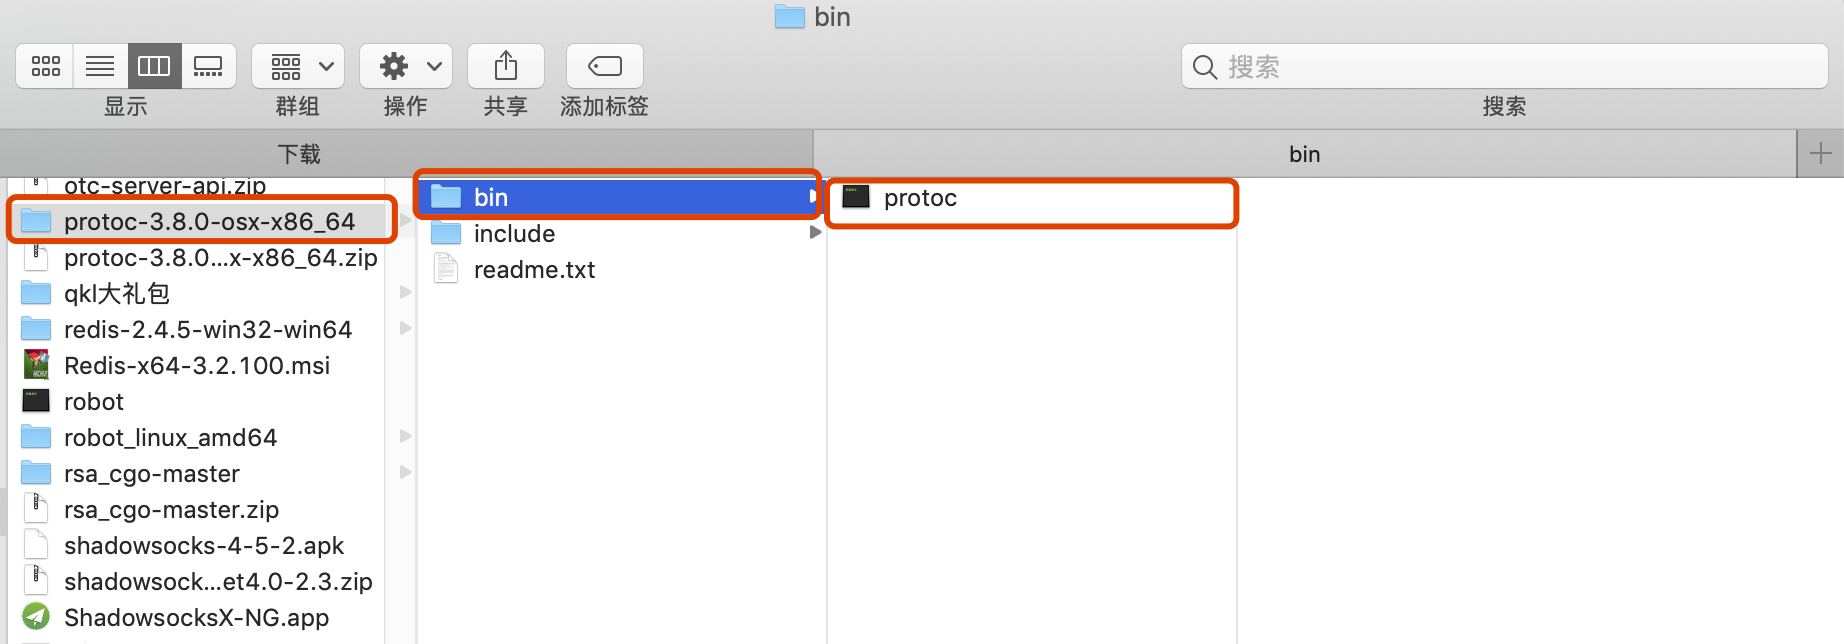 bin
搜索
显示
群组
操作
共享
添加标签
搜索
下载
bin
otc-server-api.zip
protoc-3.8.0-osx-x86_64
protoc-3.8.0...x-x86_64.zip
qkl大礼包
redis-2.4.5-win32-win64
Redis-x64-3.2.100.msi
robot
robot_linux_amd64
rsa_cgo-master
rsa_cgo-master.zip
shadowsocks-4-5-2.apk
shadowsock...et4.0-2.3.zip
ShadowsocksX-NG.app
bin
include
readme.txt
protoc